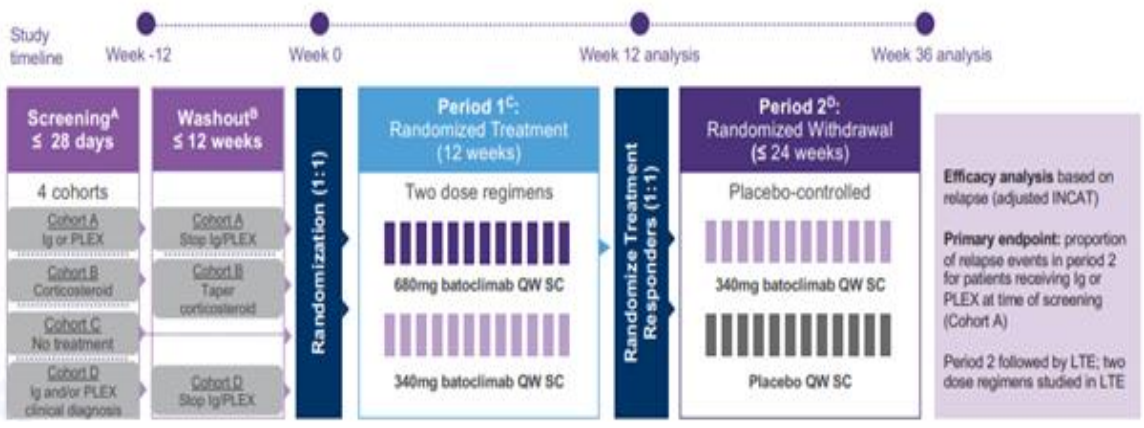 Study
timeline
Week -12
Week 0
Week 12 analysis
Week 36 analysis
Screening^A
≤ 28 days
4 cohorts
Cohort A
Ig or PLEX
Cohort B
Corticosteroid
Cohort C
No treatment
Cohort D
Ig and/or PLEX
clinical diagnosis
Washout^B
≤ 12 weeks
Cohort A
Stop Ig/PLEX
Cohort B
Taper
corticosteroid
Cohort D
Stop Ig/PLEX
Randomization (1:1)
Period 1^C:
Randomized Treatment
(12 weeks)
Two dose regimens
680mg batoclimab QW SC
340mg batoclimab QW SC
Randomize Treatment
Responders (1:1)
Period 2^D:
Randomized Withdrawal
(≤ 24 weeks)
Placebo-controlled
340mg batoclimab QW SC
Placebo QW SC
Efficacy analysis based on
relapse (adjusted INCAT)
Primary endpoint: proportion
of relapse events in period 2
for patients receiving Ig or
PLEX at time of screening
(Cohort A)
Period 2 followed by LTE; two
dose regimens studied in LTE